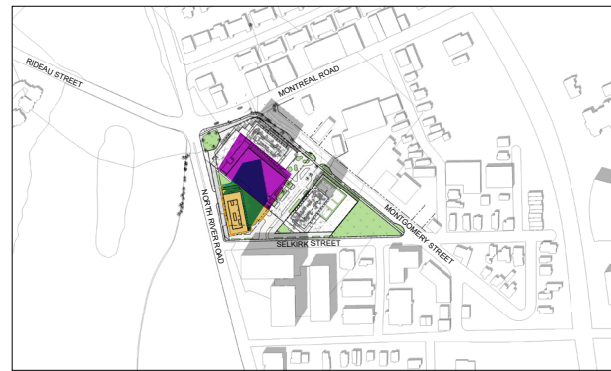 RIDEAU STREET
MONTREAL ROAD
NORTH RIVER ROAD
MONTGOMERY STREET
SELKIRK STREET